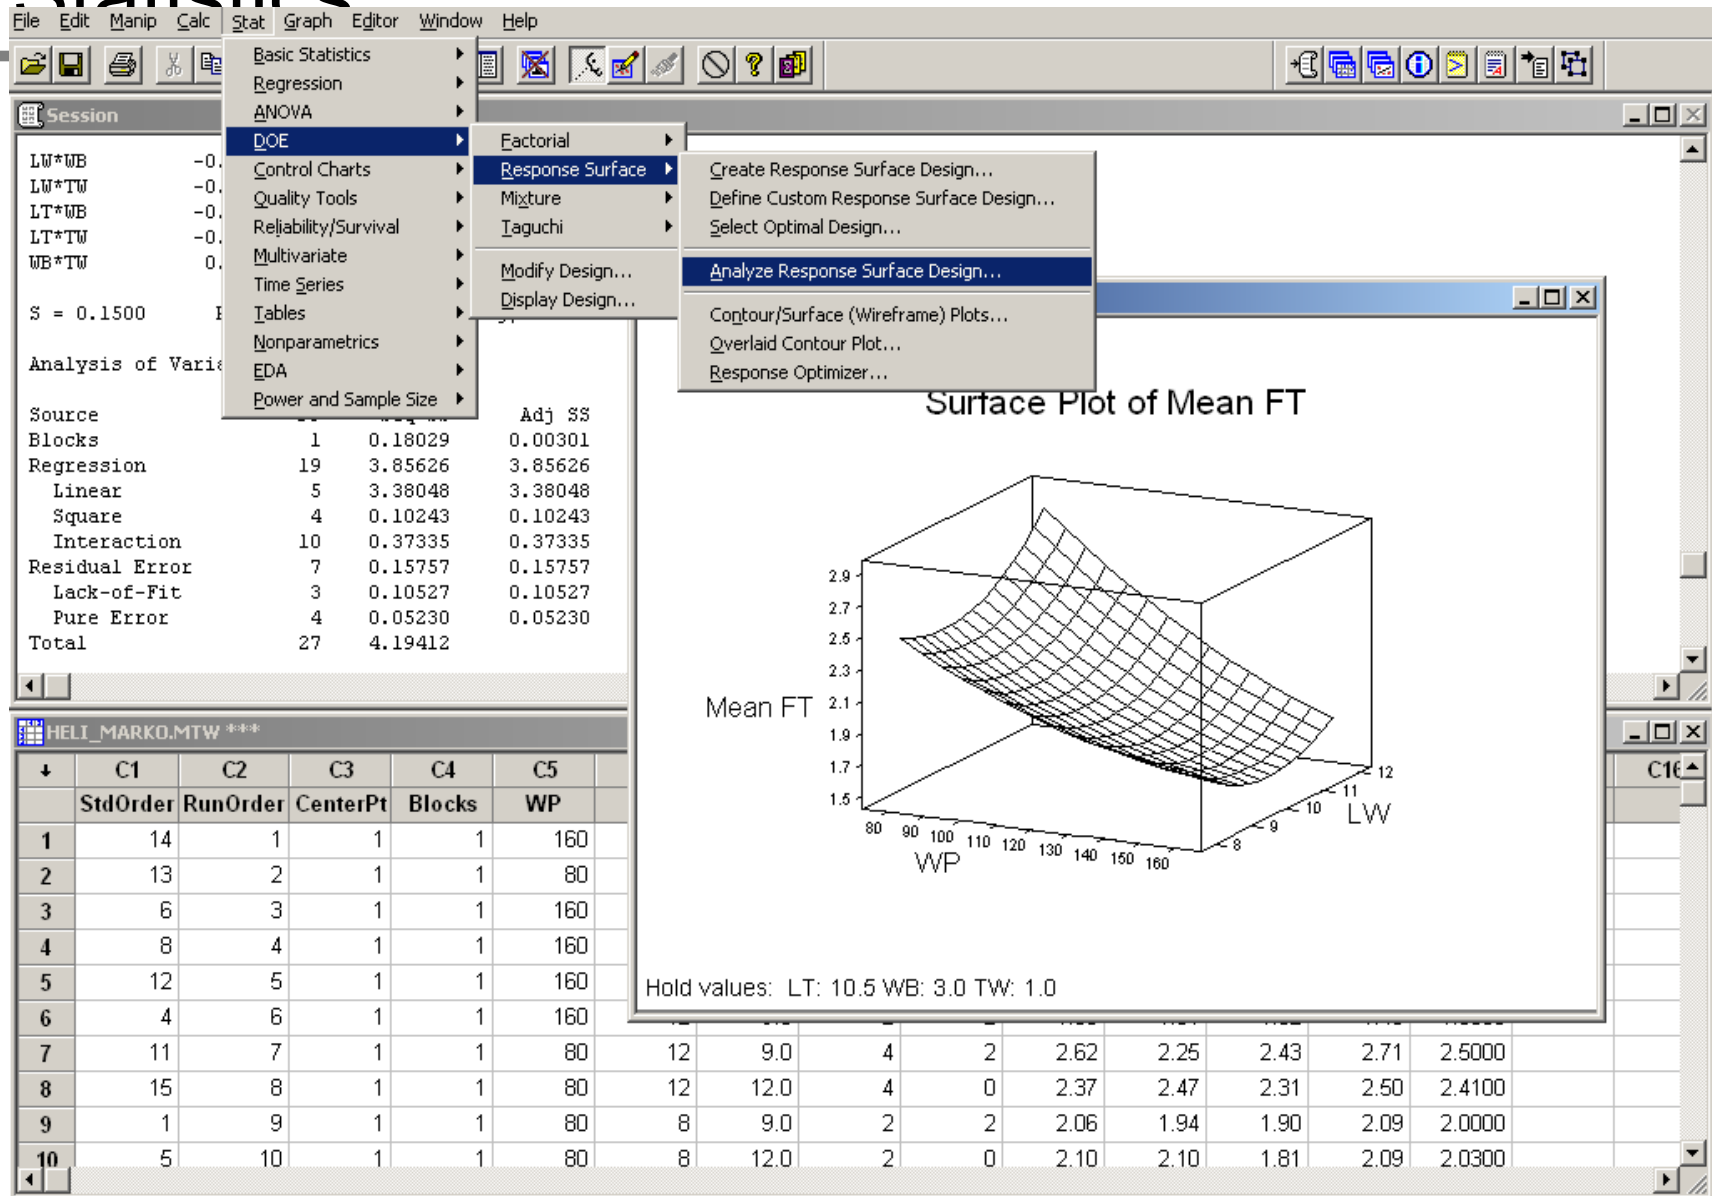 Statistics
File Edit Manip Calc Stat Graph Editor Window Help
Basic Statistics
Regression
ANOVA
DOE
Control Charts
Quality Tools
Reliability/Survival
Multivariate
Time Series
Tables
Nonparametrics
EDA
Power and Sample Size
Factorial
Response Surface
Mixture
Taguchi
Modify Design...
Display Design...
Create Response Surface Design...
Define Custom Response Surface Design...
Select Optimal Design...
Analyze Response Surface Design...
Contour/Surface (Wireframe) Plots...
Overlaid Contour Plot...
Response Optimizer...
Session
LW*WB -0.
LW*TW -0.
LT*WB -0.
LT*TW -0.
WB*TW 0.
S = 0.1500
Analysis of Varia
Source Adj SS
Blocks 1 0.18029 0.00301
Regression 19 3.85626 3.85626
Linear 5 3.38048 3.38048
Square 4 0.10243 0.10243
Interaction 10 0.37335 0.37335
Residual Error 7 0.15757 0.15757
Lack-of-Fit 3 0.10527 0.10527
Pure Error 4 0.05230 0.05230
Total 27 4.19412
Surface Plot of Mean FT
2.9
2.7
2.5
2.3
2.1
1.9
1.7
1.5
Mean FT
80 90 100 110 120 130 140 150 160
WP
8 9 10 11 12
LW
Hold values: LT: 10.5 WB: 3.0 TW: 1.0
HELI_MARKO.MTW ***
C1 C2 C3 C4 C5 C16
StdOrder RunOrder CenterPt Blocks WP
1 14 1 1 1 160
2 13 2 1 1 80
3 6 3 1 1 160
4 8 4 1 1 160
5 12 5 1 1 160
6 4 6 1 1 160
7 11 7 1 1 80 12 9.0 4 2 2.62 2.25 2.43 2.71 2.5000
8 15 8 1 1 80 12 12.0 4 0 2.37 2.47 2.31 2.50 2.4100
9 1 9 1 1 80 8 9.0 2 2 2.06 1.94 1.90 2.09 2.0000
10 5 10 1 1 80 8 12.0 2 0 2.10 2.10 1.81 2.09 2.0300